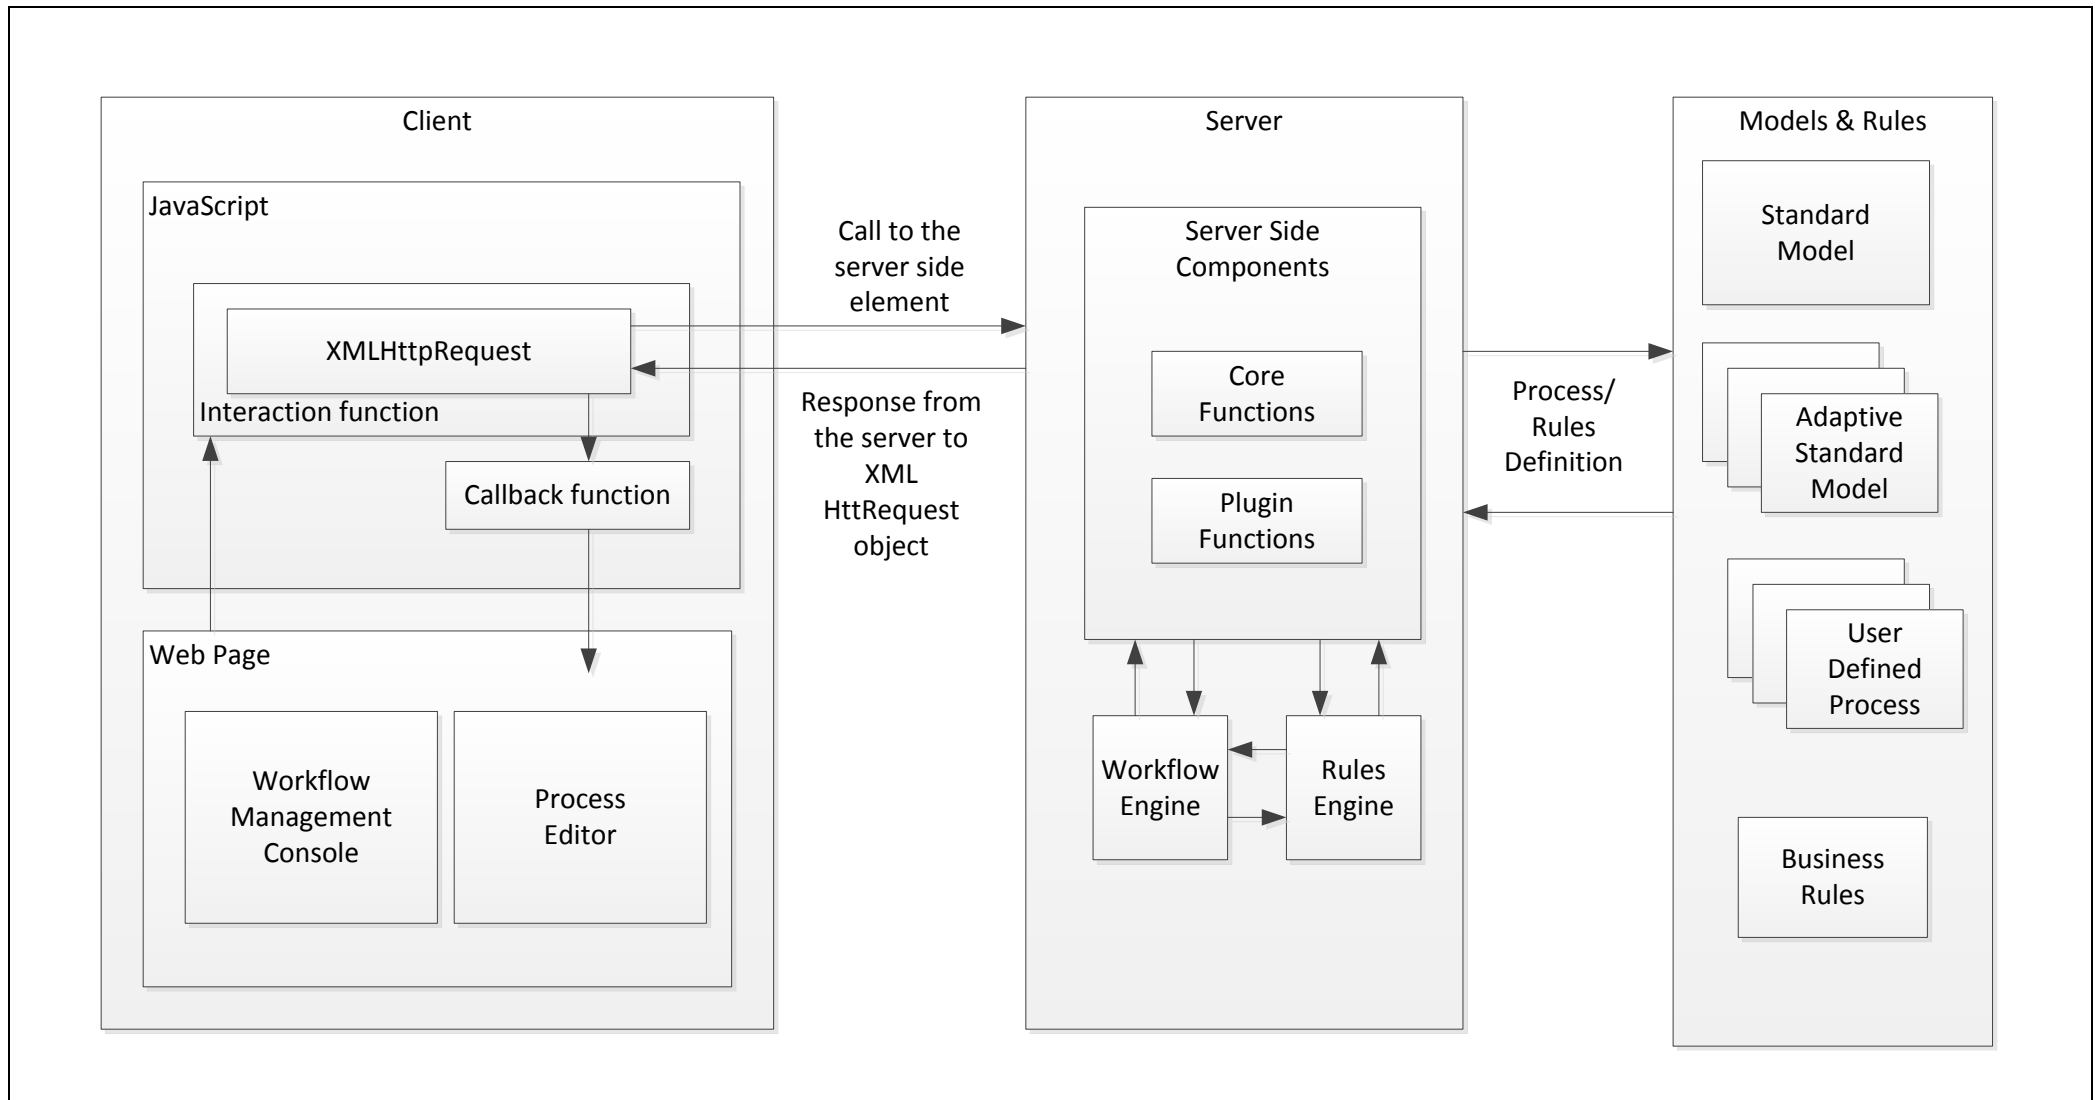 Client
JavaScript
XMLHttpRequest
Interaction function
Callback function
Web Page
Workflow
Management
Console
Process
Editor
Call to the
server side
element
Response from
the server to
XML
HttRequest
object
Server
Server Side
Components
Core
Functions
Plugin
Functions
Workflow
Engine
Rules
Engine
Process/
Rules
Definition
Models & Rules
Standard
Model
Adaptive
Standard
Model
User
Defined
Process
Business
Rules